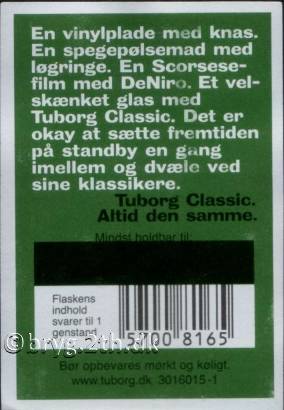 En vinylplade med knas.
En spegepølsemad med
løgringe. En Scorsese-
film med DeNiro. Et vel-
skænket glas med
Tuborg Classic. Det er
okay at sætte fremtiden
på standby en gang
imellem og dvæle ved
sine klassikere.
Tuborg Classic.
Altid den samme.
Mindst holdbar til:
Flaskens
indhold
svarer til 1
genstand
5700 8165
© bryg.2th.dk
Bør opbevares mørkt og køligt.
www.tuborg.dk 3016015-1